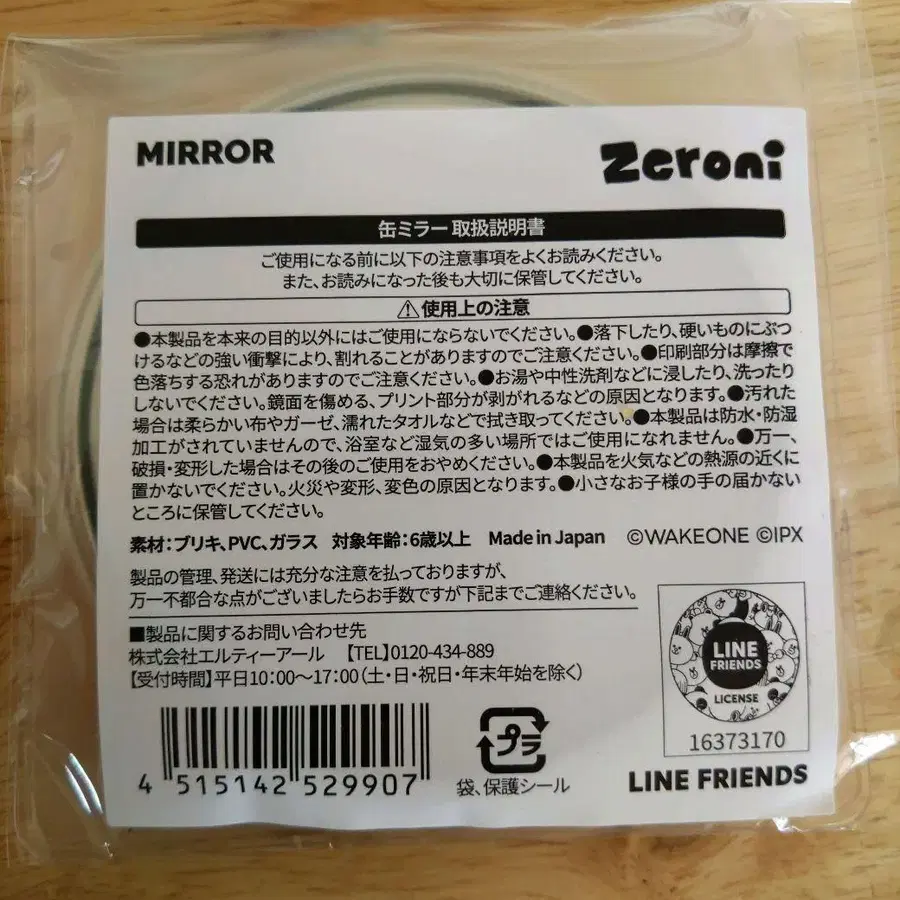 MIRROR
Zeroni
缶ミラー 取扱説明書
ご使用になる前に以下の注意事項をよくお読みください。
また、お読みになった後も大切に保管してください。
⚠使用上の注意
●本製品を本来の目的以外にはご使用にならないでください。●落下したり、硬いものにぶつ
けるなどの強い衝撃により、割れることがありますのでご注意ください。●印刷部分は摩擦で
色落ちする恐れがありますのでご注意ください。●お湯や中性洗剤などに浸したり、洗ったり
しないでください。鏡面を傷める、プリント部分が剥がれるなどの原因となります。●汚れた
場合は柔らかい布やガーゼ、濡れたタオルなどで拭き取ってください。●本製品は防水・防湿
加工がされていませんので、浴室など湿気の多い場所ではご使用になれません。●万一、
破損・変形した場合はその後のご使用をおやめください。●本製品を火気などの熱源の近くに
置かないでください。火災や変形、変色の原因となります。●小さなお子様の手の届かない
ところに保管してください。
素材：ブリキ、PVC、ガラス 対象年齢：6歳以上 Made in Japan ©WAKEONE ©IPX
製品の管理、発送には充分な注意を払っておりますが、
万一不都合な点がございましたらお手数ですが下記までご連絡ください。
■製品に関するお問い合わせ先
株式会社エルティーアール 【TEL】0120-434-889
【受付時間】平日10：00〜17：00（土・日・祝日・年末年始を除く）
4 515142 529907
プラ
袋、保護シール
LINE
FRIENDS
LICENSE
16373170
LINE FRIENDS